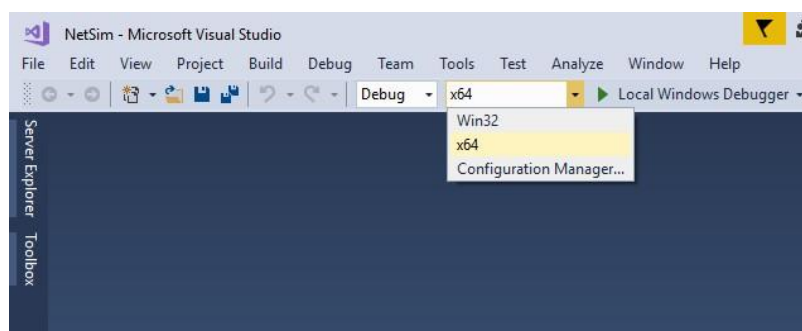 NetSim - Microsoft Visual Studio
File Edit View Project Build Debug Team Tools Test Analyze Window Help
Debug x64 Local Windows Debugger
Win32
x64
Configuration Manager...
Server Explorer
Toolbox